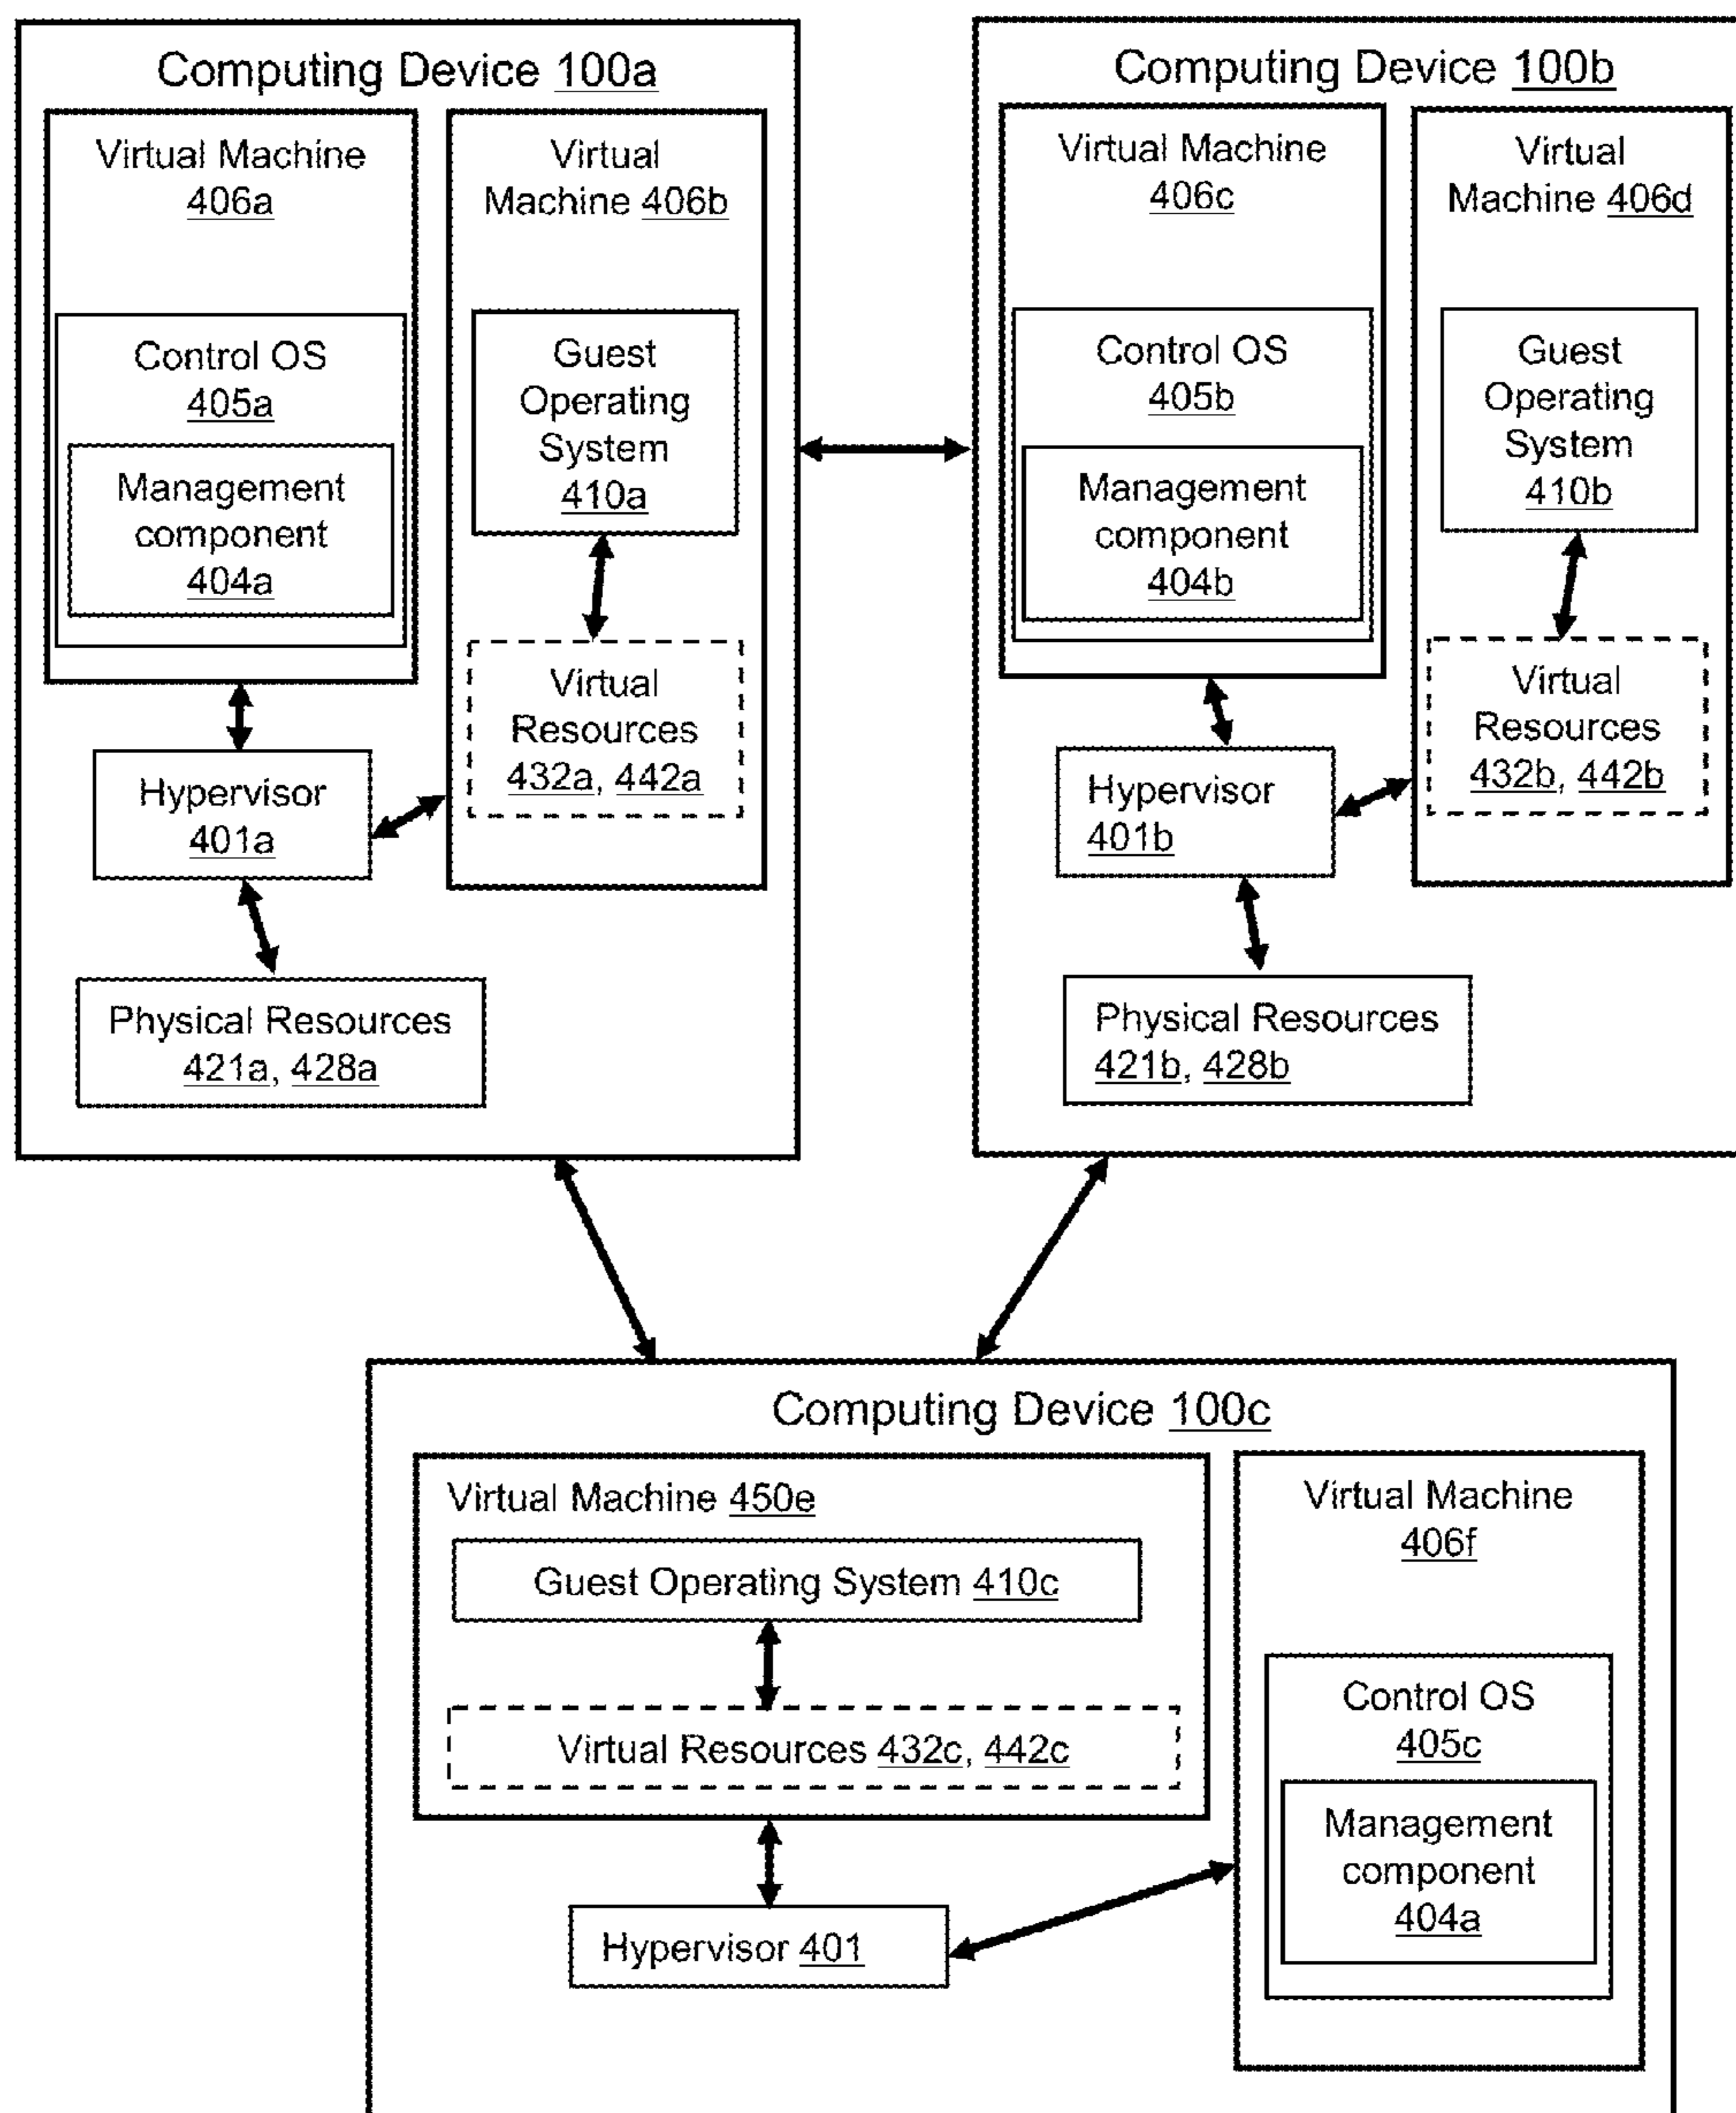 Computing Device 100a
Virtual Machine
406a
Control OS
405a
Management
component
404a
Virtual
Machine 406b
Guest
Operating
System
410a
Virtual
Resources
432a, 442a
Hypervisor
401a
Physical Resources
421a, 428a
Computing Device 100b
Virtual Machine
406c
Control OS
405b
Management
component
404b
Virtual
Machine 406d
Guest
Operating
System
410b
Virtual
Resources
432b, 442b
Hypervisor
401b
Physical Resources
421b, 428b
Computing Device 100c
Virtual Machine 450e
Guest Operating System 410c
Virtual Resources 432c, 442c
Hypervisor 401
Virtual Machine
406f
Control OS
405c
Management
component
404a